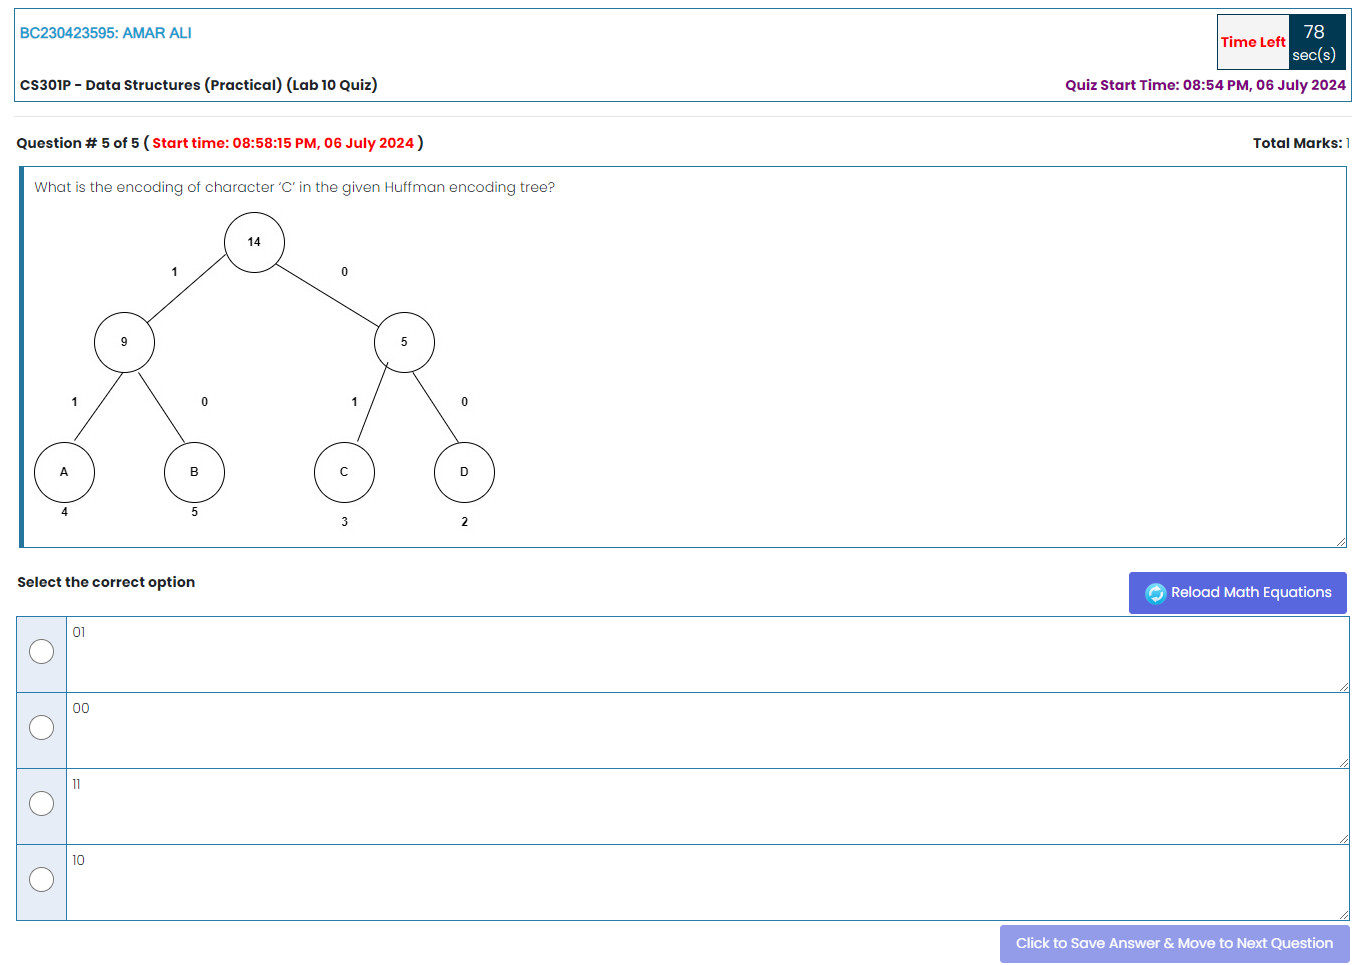 BC230423595: AMAR ALI
Time Left
78
sec(s)
CS301P - Data Structures (Practical) (Lab 10 Quiz)
Quiz Start Time: 08:54 PM, 06 July 2024
Question # 5 of 5 ( Start time: 08:58:15 PM, 06 July 2024 )
Total Marks: 1
What is the encoding of character ‘C’ in the given Huffman encoding tree?
14
1
0
9
5
1
0
1
0
A
B
C
D
4
5
3
2
Select the correct option
Reload Math Equations
01
00
11
10
Click to Save Answer & Move to Next Question